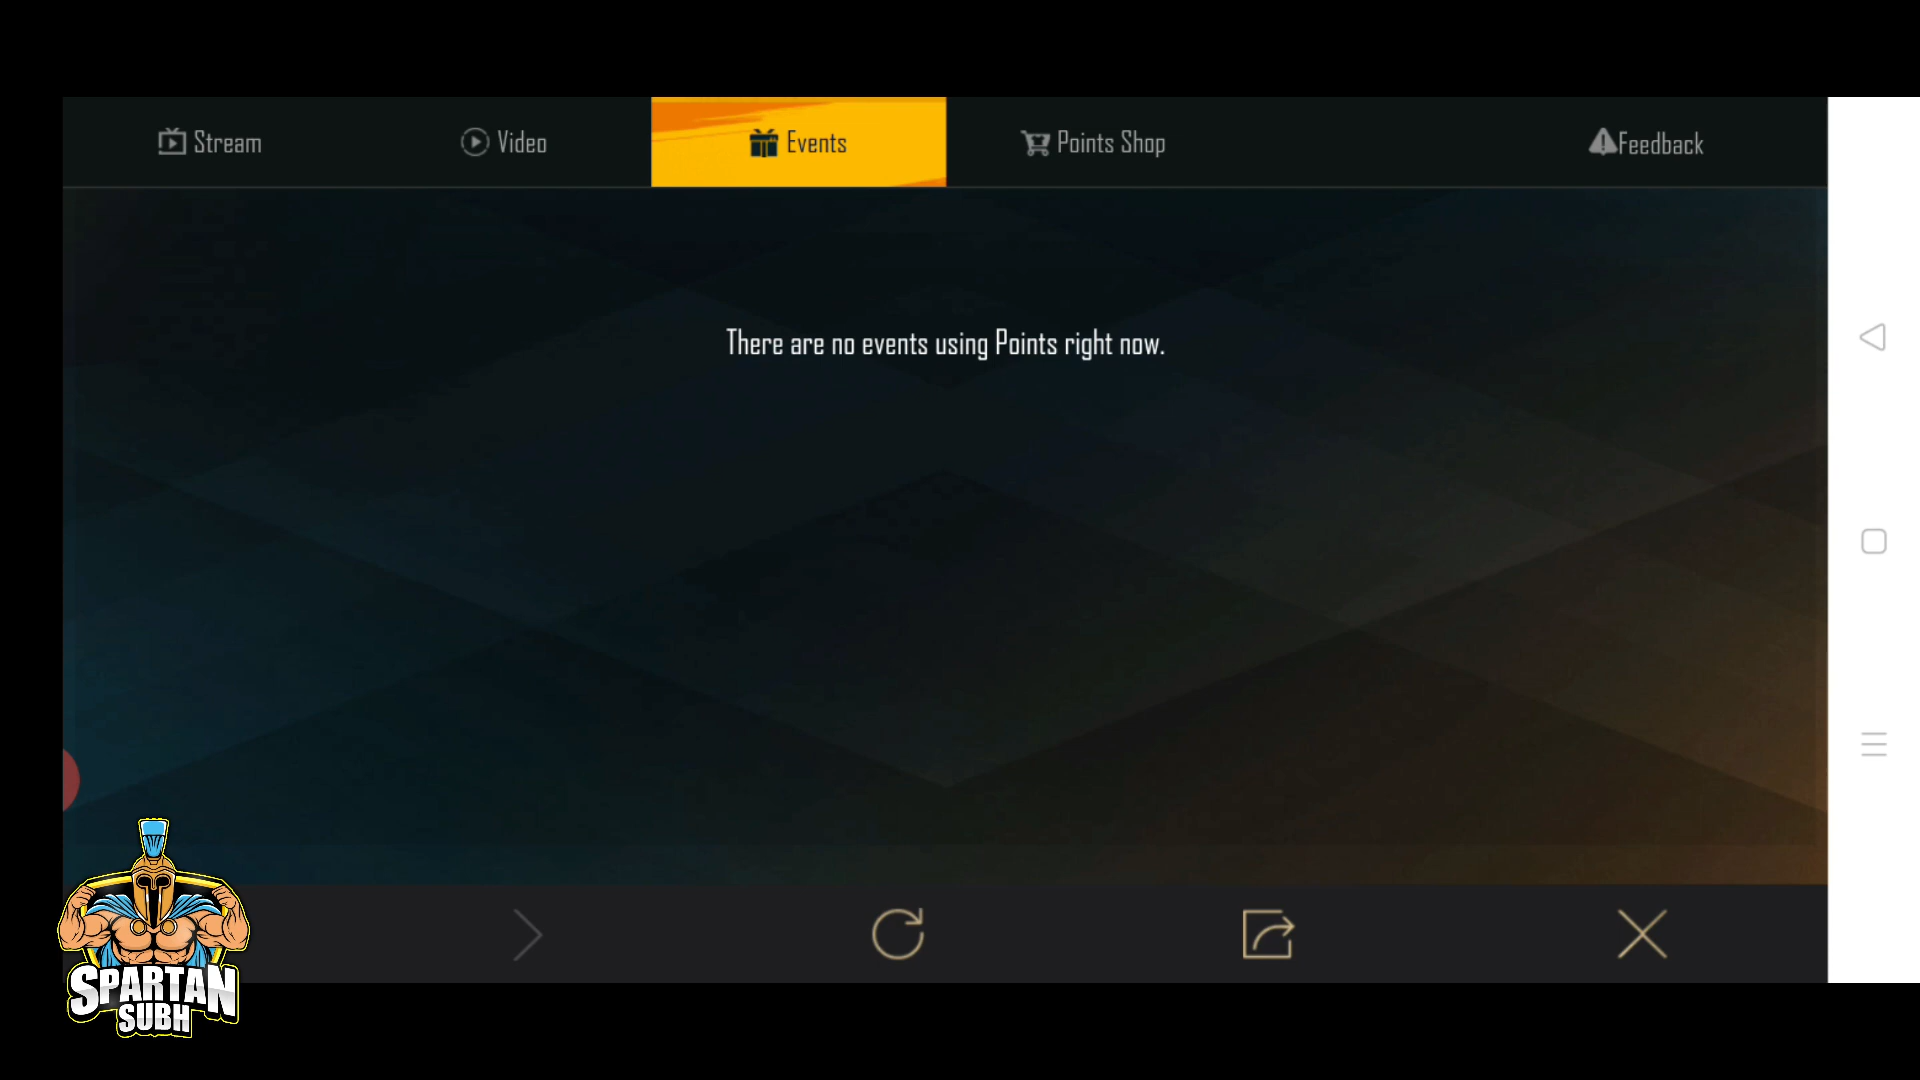 Stream
Video
Events
Points Shop
Feedback
There are no events using Points right now.
SPARTAN
SUBH